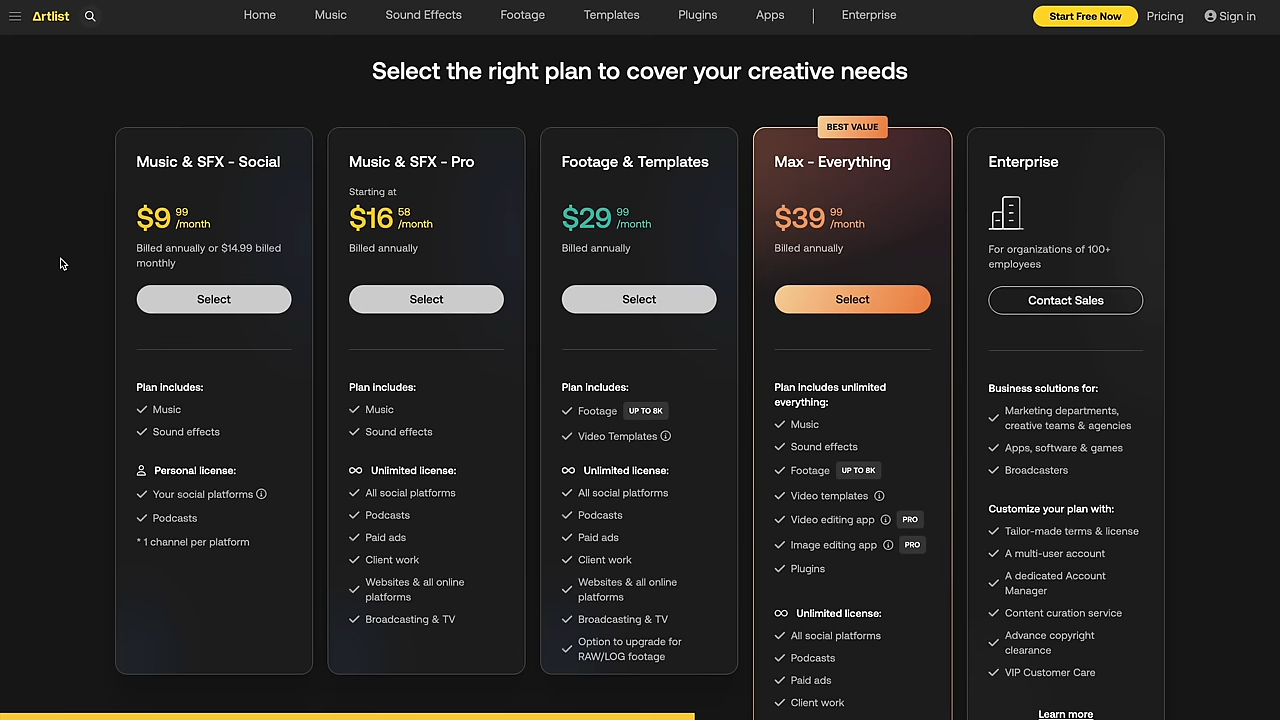 Artlist
Home
Music
Sound Effects
Footage
Templates
Plugins
Apps
Enterprise
Start Free Now
Pricing
Sign in
Select the right plan to cover your creative needs
Music & SFX - Social
$9 99 /month
Billed annually or $14.99 billed
monthly
Select
Plan includes:
Music
Sound effects
Personal license:
Your social platforms
Podcasts
* 1 channel per platform
Music & SFX - Pro
Starting at
$16 58 /month
Billed annually
Select
Plan includes:
Music
Sound effects
Unlimited license:
All social platforms
Podcasts
Paid ads
Client work
Websites & all online
platforms
Broadcasting & TV
Footage & Templates
$29 99 /month
Billed annually
Select
Plan includes:
Footage UP TO 8K
Video Templates
Unlimited license:
All social platforms
Podcasts
Paid ads
Client work
Websites & all online
platforms
Broadcasting & TV
Option to upgrade for
RAW/LOG footage
BEST VALUE
Max - Everything
$39 99 /month
Billed annually
Select
Plan includes unlimited
everything:
Music
Sound effects
Footage UP TO 8K
Video templates
Video editing app PRO
Image editing app PRO
Plugins
Unlimited license:
All social platforms
Podcasts
Paid ads
Client work
Enterprise
For organizations of 100+
employees
Contact Sales
Business solutions for:
Marketing departments,
creative teams & agencies
Apps, software & games
Broadcasters
Customize your plan with:
Tailor-made terms & license
A multi-user account
A dedicated Account
Manager
Content curation service
Advance copyright
clearance
VIP Customer Care
Learn more